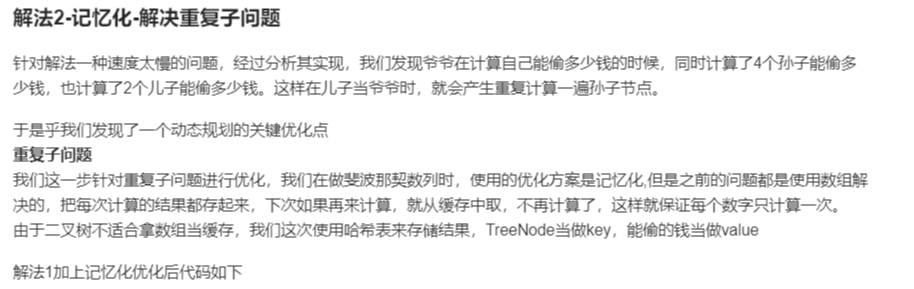 解法2-记忆化-解决重复子问题
针对解法一种速度太慢的问题，经过分析其实现，我们发现爷爷在计算自己能偷多少钱的时候，同时计算了4个孙子能偷多
少钱，也计算了2个儿子能偷多少钱。这样在儿子当爷爷时，就会产生重复计算一遍孙子节点。
于是乎我们发现了一个动态规划的关键优化点
重复子问题
我们这一步针对重复子问题进行优化，我们在做斐波那契数列时，使用的优化方案是记忆化,但是之前的问题都是使用数组解
决的，把每次计算的结果都存起来，下次如果再来计算，就从缓存中取，不再计算了，这样就保证每个数字只计算一次。
由于二叉树不适合拿数组当缓存，我们这次使用哈希表来存储结果，TreeNode当做key，能偷的钱当做value
解法1加上记忆化优化后代码如下